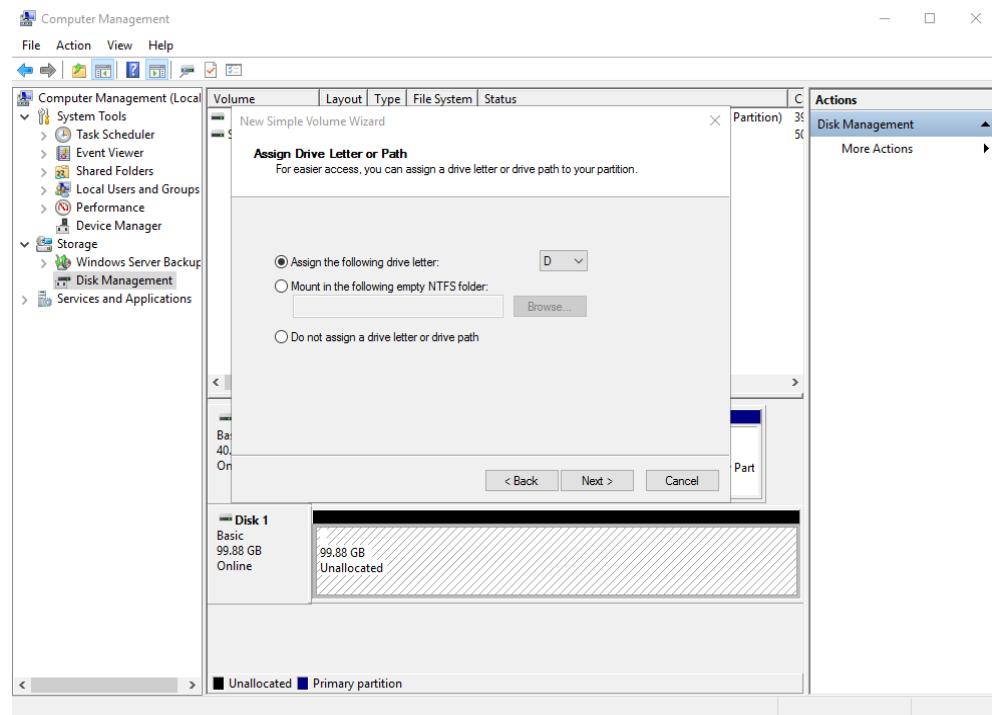 Computer Management
File Action View Help
Computer Management (Local
System Tools
Task Scheduler
Event Viewer
Shared Folders
Local Users and Groups
Performance
Device Manager
Storage
Windows Server Backup
Disk Management
Services and Applications
Volume Layout Type File System Status C
Partition) 39
S 50
New Simple Volume Wizard
Assign Drive Letter or Path
For easier access, you can assign a drive letter or drive path to your partition.
Assign the following drive letter: D
Mount in the following empty NTFS folder:
Browse...
Do not assign a drive letter or drive path
< Back Next > Cancel
Ba
40.
On
Part
Disk 1
Basic
99.88 GB
Online
99.88 GB
Unallocated
Unallocated Primary partition
Actions
Disk Management
More Actions